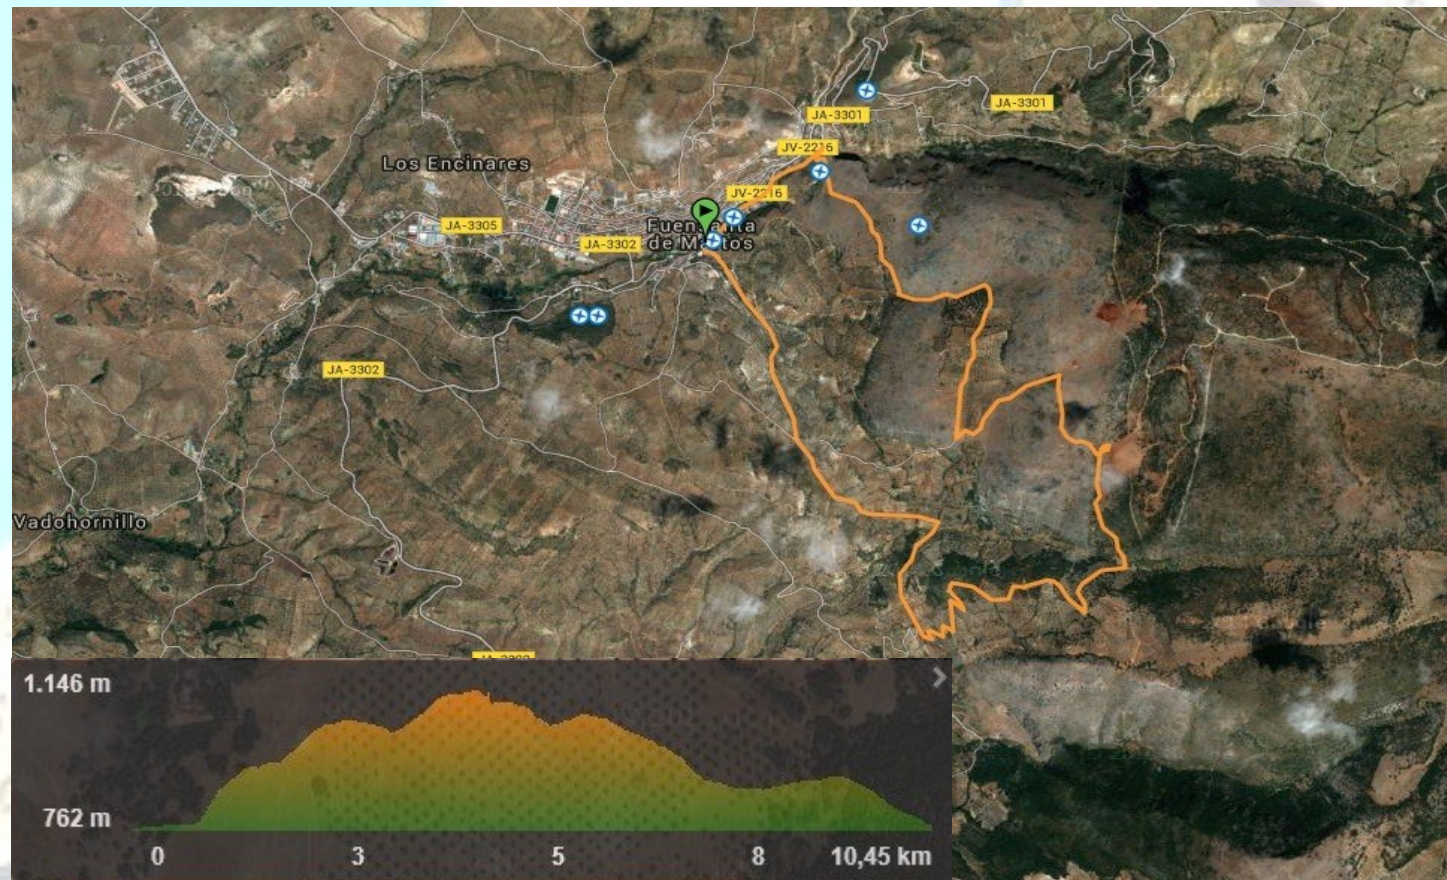 JA-3301
JA-3301
JV-2216
Los Encinares
JV-2216
JA-3305
Fuensanta
de Martos
JA-3302
JA-3302
Vadohornillo
1.146 m
762 m
0
3
5
8
10,45 km